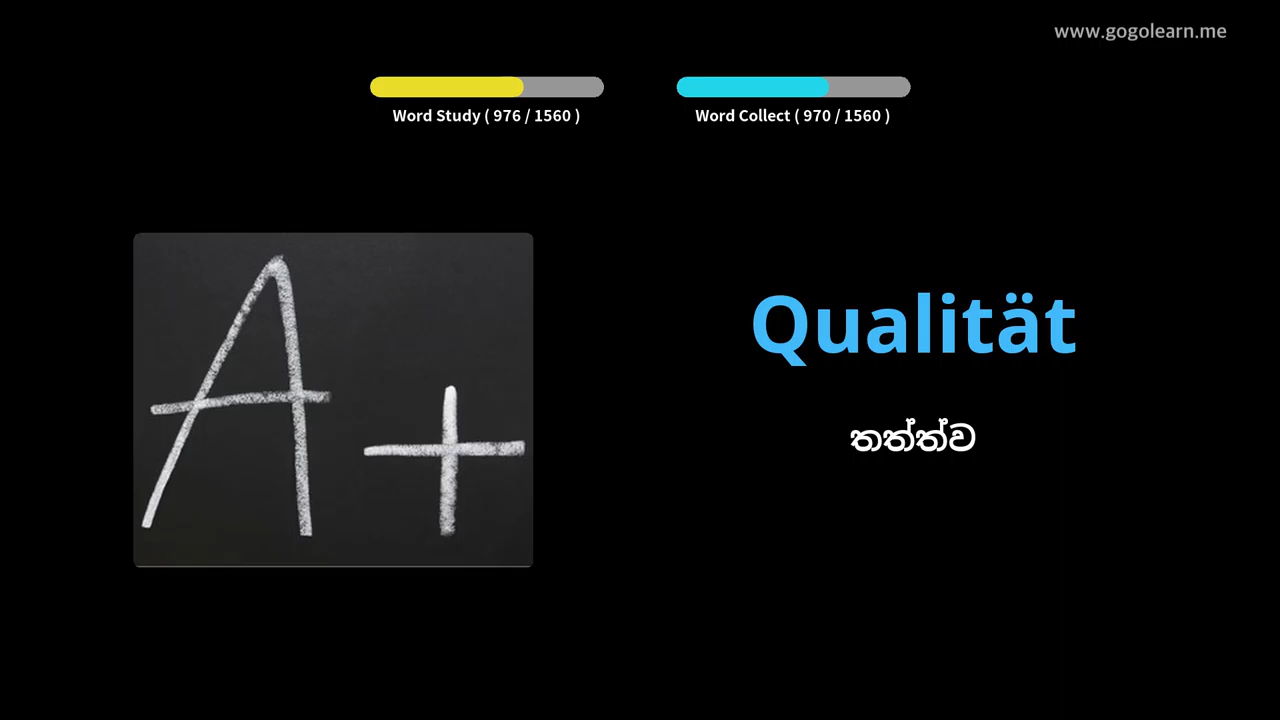 www.gogolearn.me
Word Study ( 976 / 1560 )
Word Collect ( 970 / 1560 )
A+
Qualität
තත්ත්ව